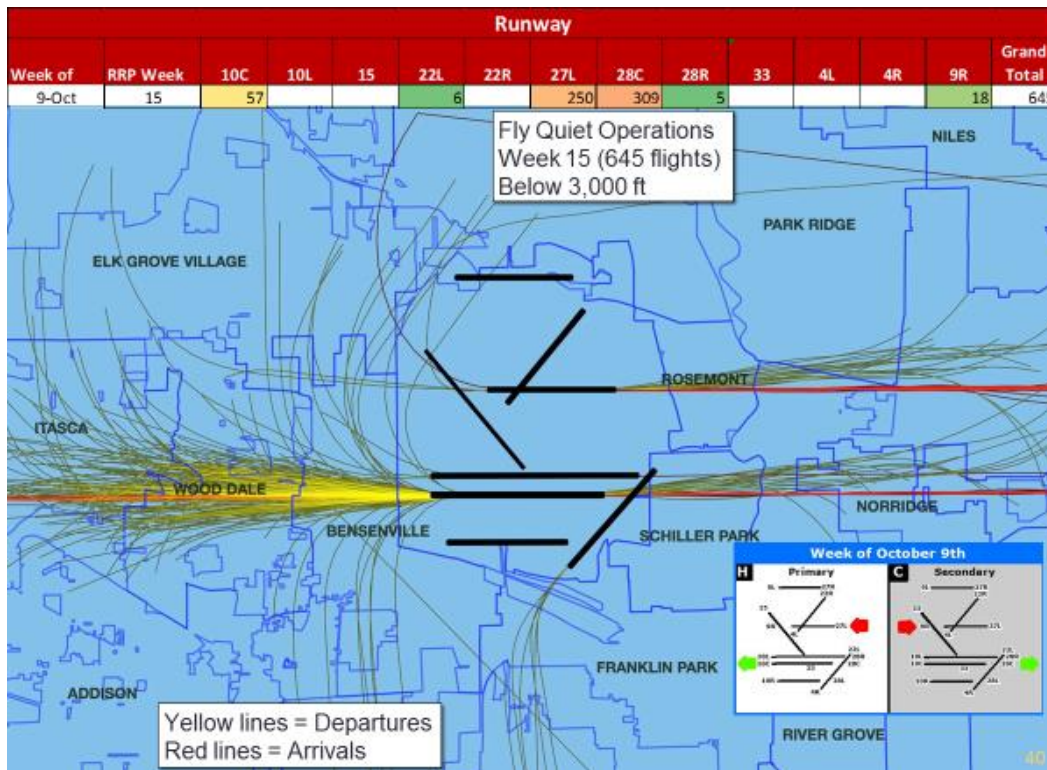 Runway
Week of RRP Week 10C 10L 15 22L 22R 27L 28C 28R 33 4L 4R 9R Grand Total
9-Oct 15 57 6 250 309 5 18 645
Fly Quiet Operations
Week 15 (645 flights)
Below 3,000 ft
NILES
PARK RIDGE
ELK GROVE VILLAGE
ROSEMONT
ITASCA
WOOD DALE
NORRIDGE
BENSENVILLE
SCHILLER PARK
Week of October 9th
H Primary
C Secondary
27L
27L
FRANKLIN PARK
ADDISON
Yellow lines = Departures
Red lines = Arrivals
RIVER GROVE
40